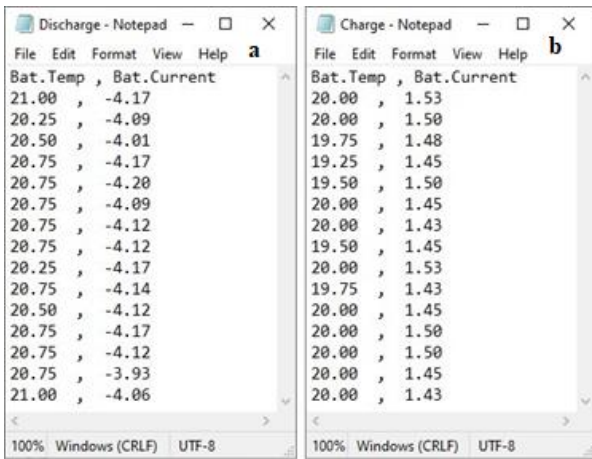 Discharge - Notepad
File Edit Format View Help a
Bat.Temp , Bat.Current
21.00 , -4.17
20.25 , -4.09
20.50 , -4.01
20.75 , -4.17
20.75 , -4.20
20.75 , -4.09
20.75 , -4.12
20.75 , -4.12
20.25 , -4.17
20.75 , -4.14
20.50 , -4.12
20.75 , -4.17
20.75 , -4.12
20.75 , -3.93
21.00 , -4.06
100% Windows (CRLF) UTF-8
Charge - Notepad
File Edit Format View Help b
Bat.Temp , Bat.Current
20.00 , 1.53
20.00 , 1.50
19.75 , 1.48
19.25 , 1.45
19.50 , 1.50
20.00 , 1.45
20.00 , 1.43
19.50 , 1.45
20.00 , 1.53
19.75 , 1.43
20.00 , 1.45
20.00 , 1.50
20.00 , 1.50
20.00 , 1.45
20.00 , 1.43
100% Windows (CRLF) UTF-8